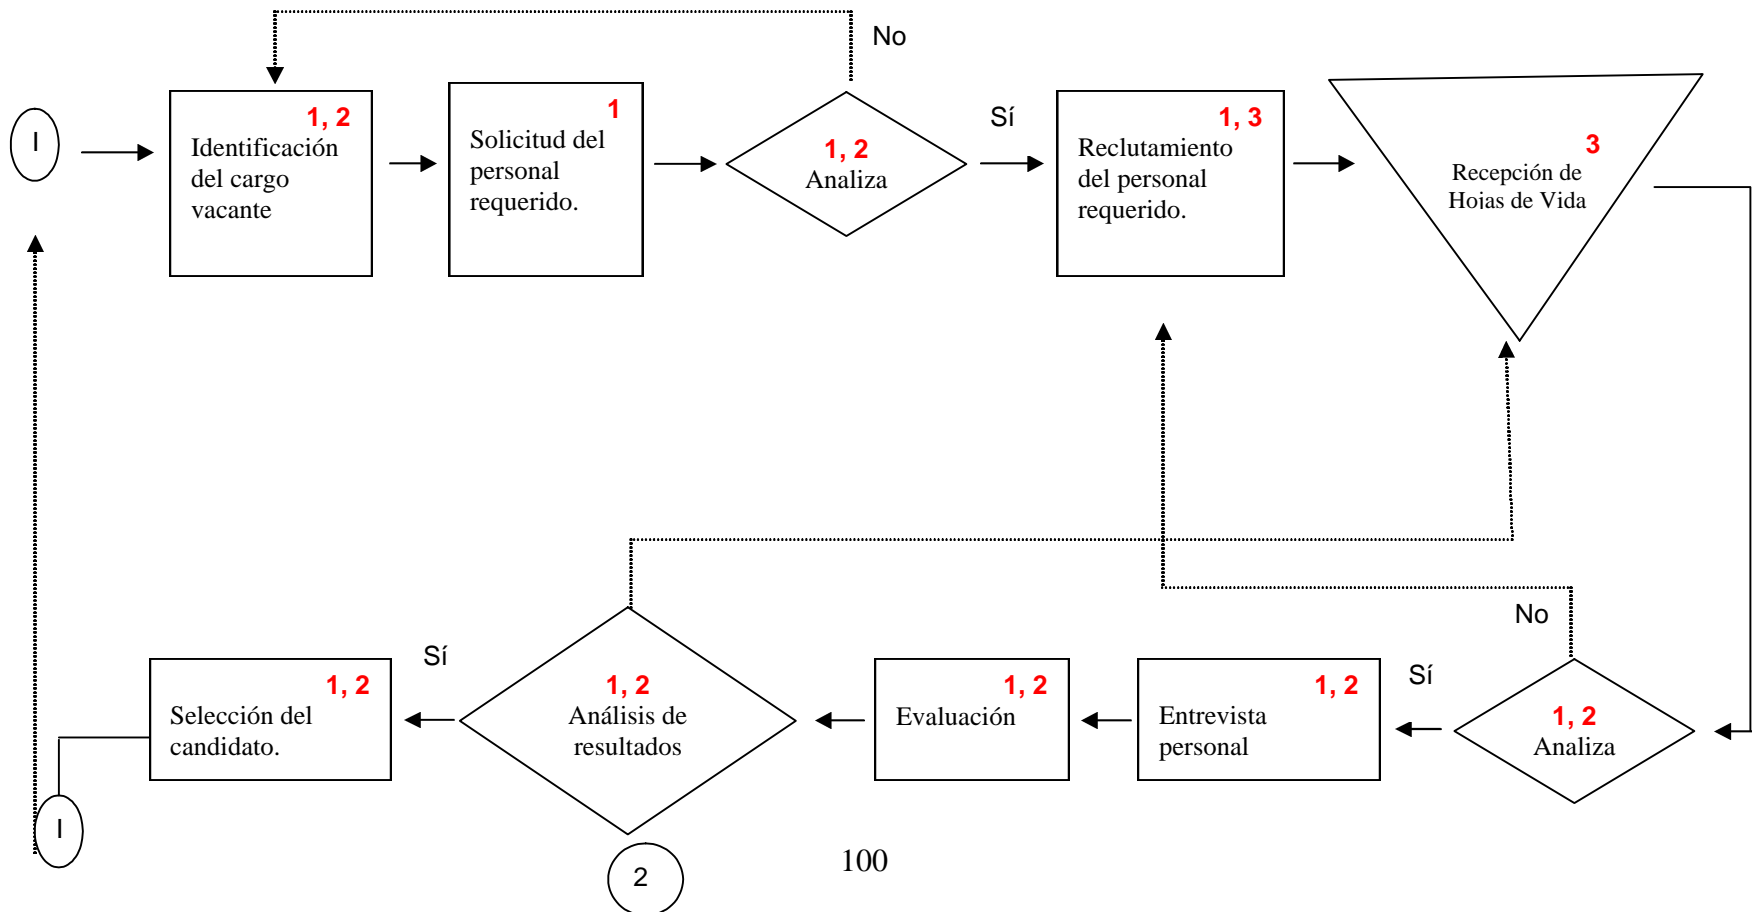 No
I
1, 2
Identificación
del cargo
vacante
1
Solicitud del
personal
requerido.
1, 2
Analiza
Sí
1, 3
Reclutamiento
del personal
requerido.
3
Recepción de
Hojas de Vida
No
Sí
1, 2
Selección del
candidato.
1, 2
Análisis de
resultados
1, 2
Evaluación
1, 2
Entrevista
personal
Sí
1, 2
Analiza
I
2
100